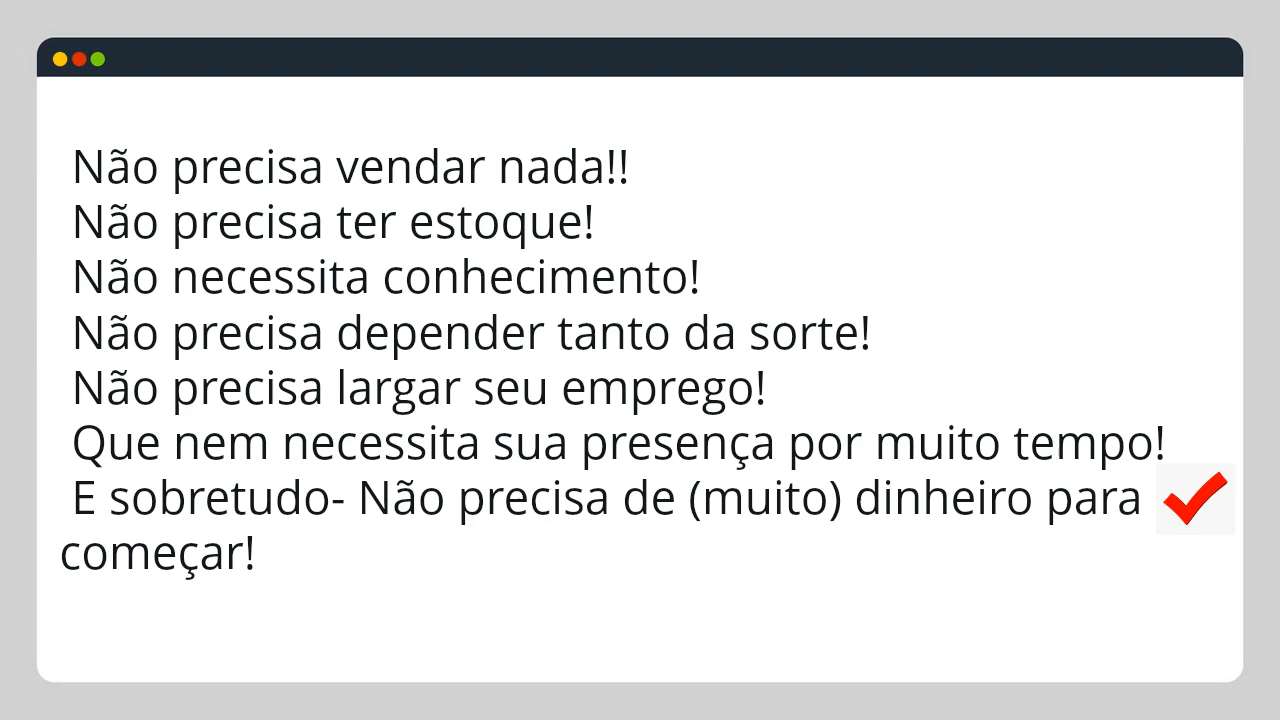 Não precisa vendar nada!!
Não precisa ter estoque!
Não necessita conhecimento!
Não precisa depender tanto da sorte!
Não precisa largar seu emprego!
Que nem necessita sua presença por muito tempo!
E sobretudo- Não precisa de (muito) dinheiro para
começar!